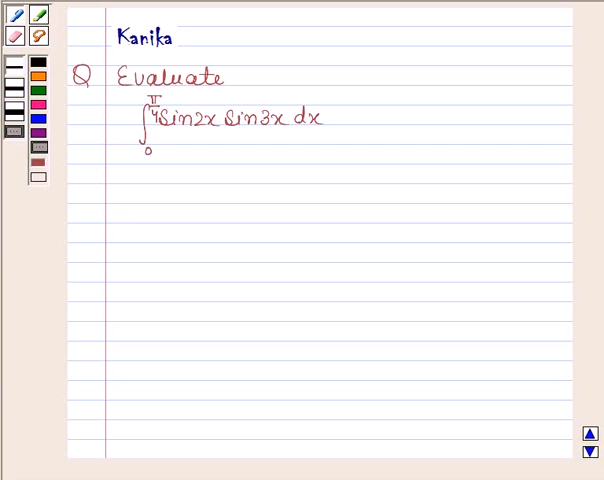 Kanika
Q Evaluate
∫₀^(π/4) Sin2x Sin3x dx